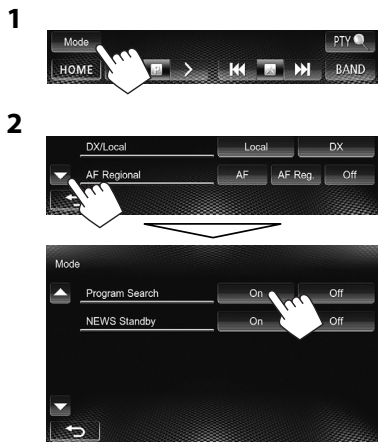 1
Mode PTY
HOME BAND
2
DX/Local Local DX
AF Regional AF AF Reg. Off
Mode
Program Search On Off
NEWS Standby On Off